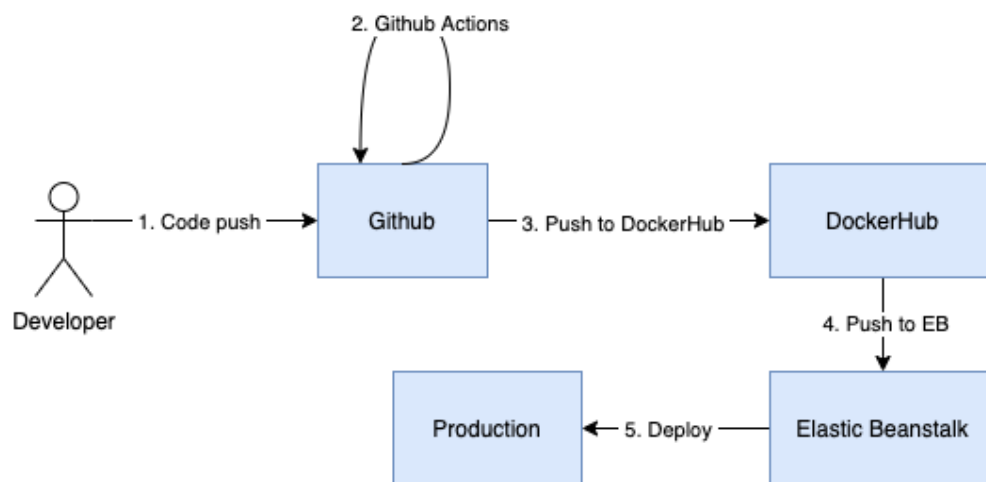 2. Github Actions
1. Code push
Github
3. Push to DockerHub
DockerHub
Developer
4. Push to EB
Production
5. Deploy
Elastic Beanstalk